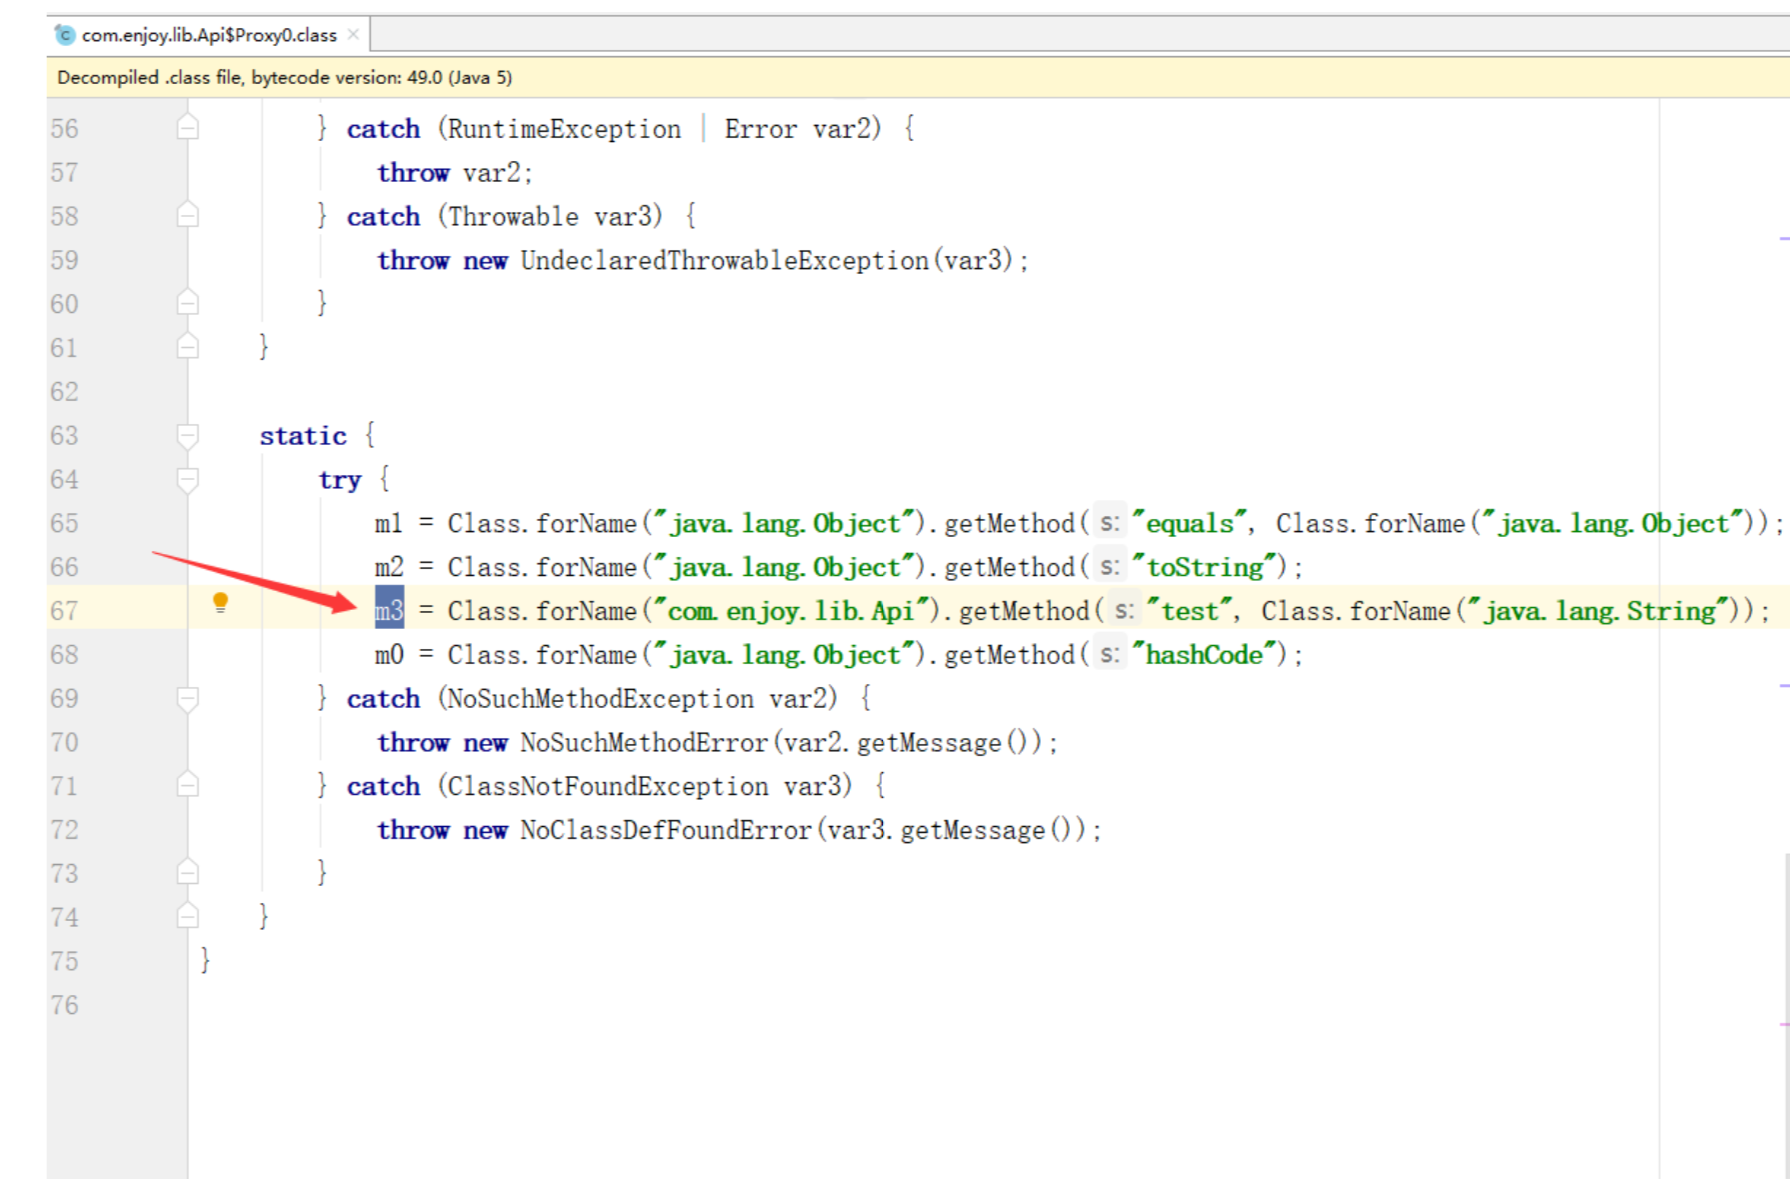 com.enjoy.lib.Api$Proxy0.class
Decompiled .class file, bytecode version: 49.0 (Java 5)
56 } catch (RuntimeException | Error var2) {
57 throw var2;
58 } catch (Throwable var3) {
59 throw new UndeclaredThrowableException(var3);
60 }
61 }
62
63 static {
64 try {
65 m1 = Class.forName("java.lang.Object").getMethod( s: "equals", Class.forName("java.lang.Object"));
66 m2 = Class.forName("java.lang.Object").getMethod( s: "toString");
67 m3 = Class.forName("com.enjoy.lib.Api").getMethod( s: "test", Class.forName("java.lang.String"));
68 m0 = Class.forName("java.lang.Object").getMethod( s: "hashCode");
69 } catch (NoSuchMethodException var2) {
70 throw new NoSuchMethodError(var2.getMessage());
71 } catch (ClassNotFoundException var3) {
72 throw new NoClassDefFoundError(var3.getMessage());
73 }
74 }
75 }
76